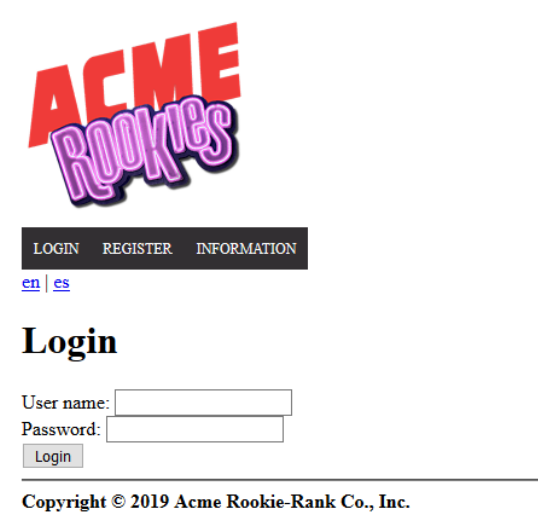 ACME
Rookies
LOGIN REGISTER INFORMATION
en | es
Login
User name:
Password:
Login
Copyright © 2019 Acme Rookie-Rank Co., Inc.